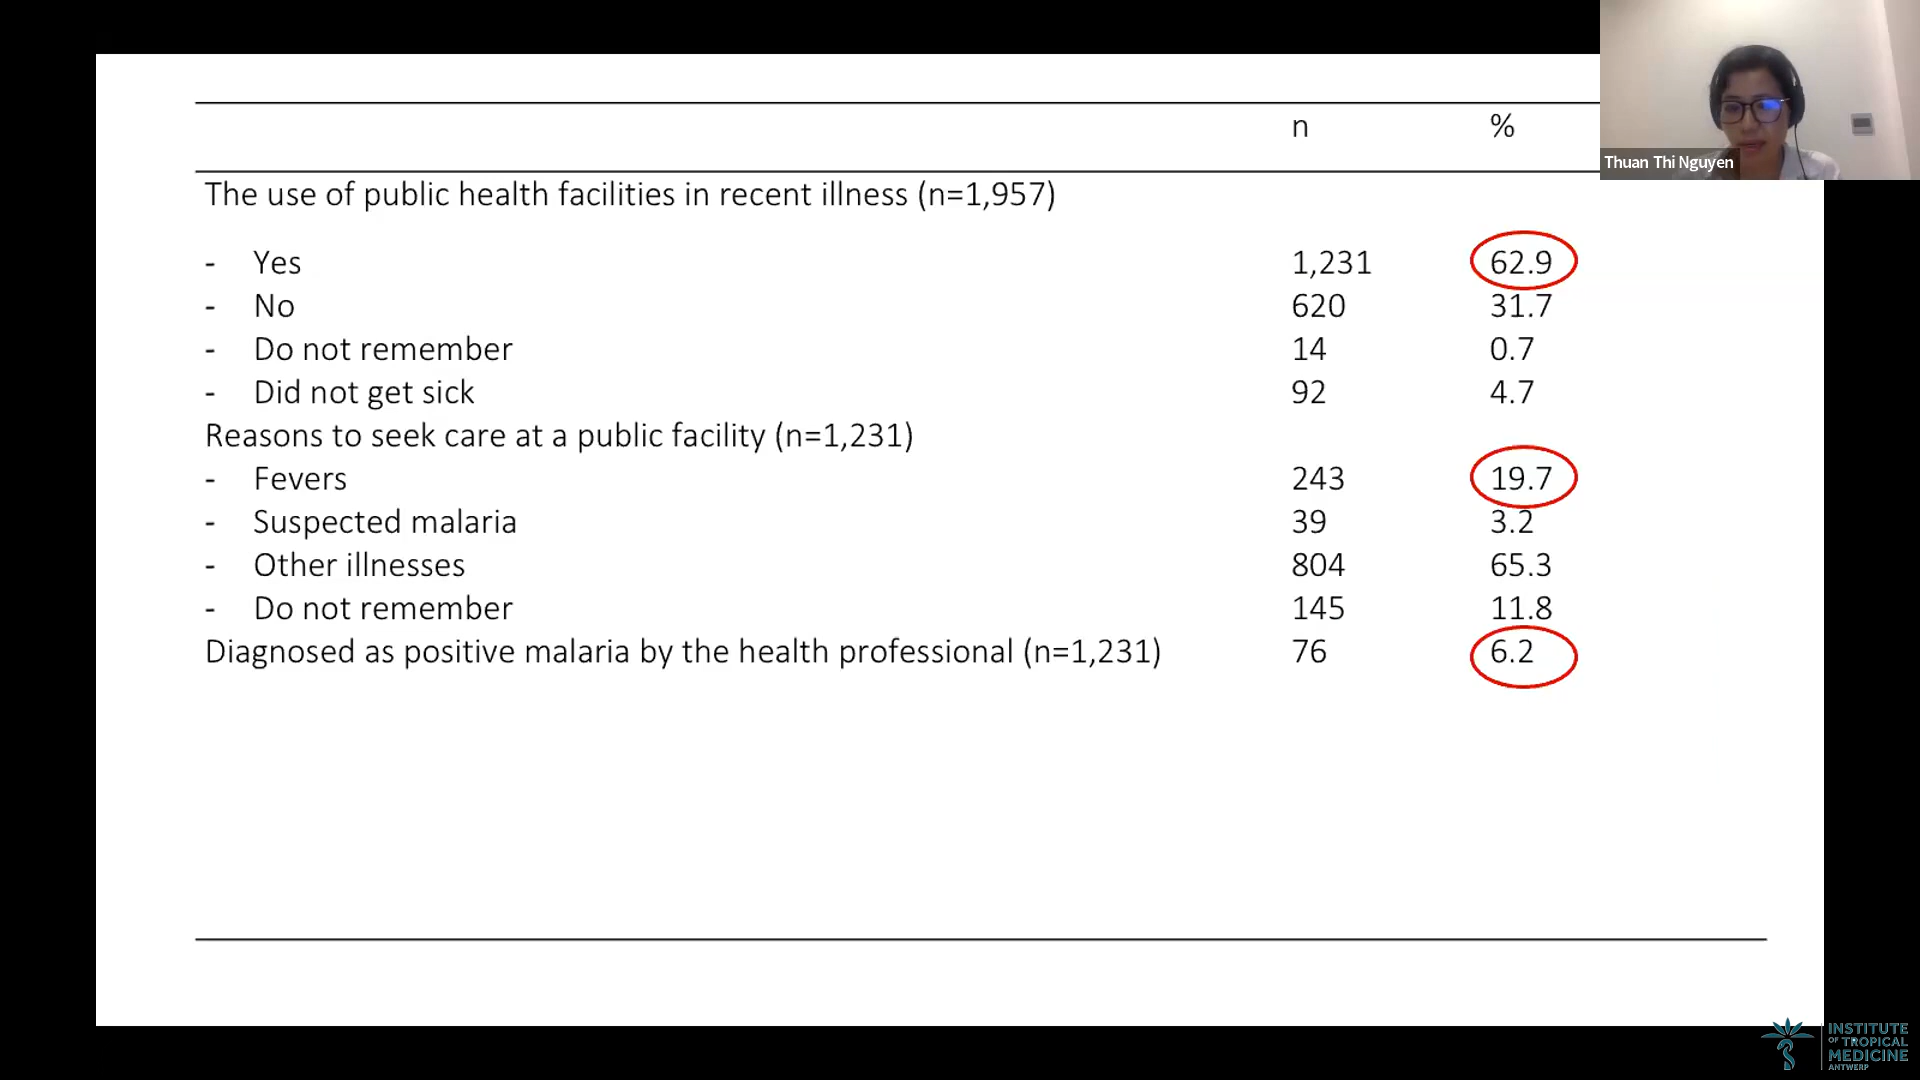 n %
The use of public health facilities in recent illness (n=1,957)
- Yes 1,231 62.9
- No 620 31.7
- Do not remember 14 0.7
- Did not get sick 92 4.7
Reasons to seek care at a public facility (n=1,231)
- Fevers 243 19.7
- Suspected malaria 39 3.2
- Other illnesses 804 65.3
- Do not remember 145 11.8
Diagnosed as positive malaria by the health professional (n=1,231) 76 6.2
Thuan Thi Nguyen
INSTITUTE
OF TROPICAL
MEDICINE
ANTWERP